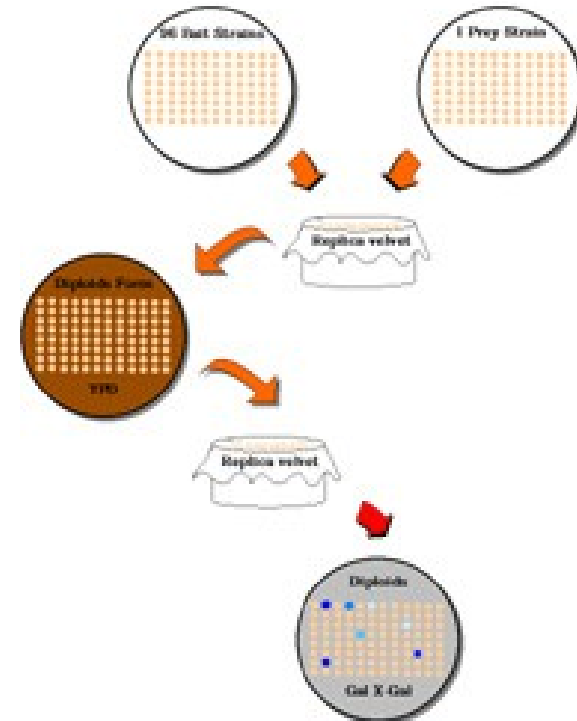 96 Bait Strains
1 Prey Strain
Replica velvet
Diploids Form
YPD
Replica velvet
Diploids
Gal X-Gal